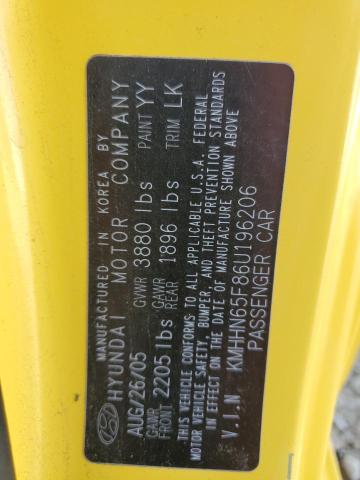 MANUFACTURED IN KOREA BY
HYUNDAI MOTOR COMPANY
AUG/26/05 GVWR 3880 lbs PAINT YY
GAWR FRONT 2205 lbs GAWR REAR 1896 lbs TRIM LK
THIS VEHICLE CONFORMS TO ALL APPLICABLE U.S.A. FEDERAL
MOTOR VEHICLE SAFETY, BUMPER, AND THEFT PREVENTION STANDARDS
IN EFFECT ON THE DATE OF MANUFACTURE SHOWN ABOVE
V.I.N KMHHN65F86U196206
PASSENGER CAR